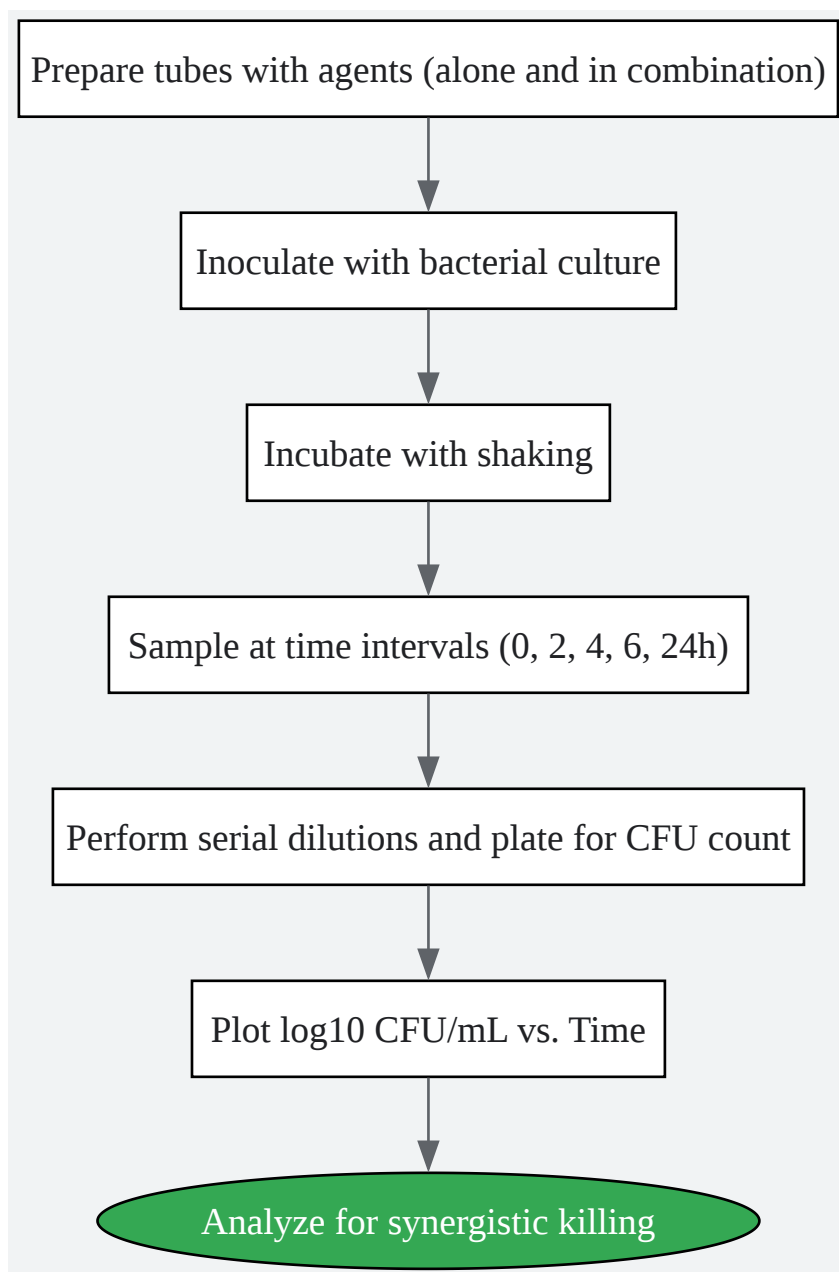 Prepare tubes with agents (alone and in combination)
Inoculate with bacterial culture
Incubate with shaking
Sample at time intervals (0, 2, 4, 6, 24h)
Perform serial dilutions and plate for CFU count
Plot log10 CFU/mL vs. Time
Analyze for synergistic killing